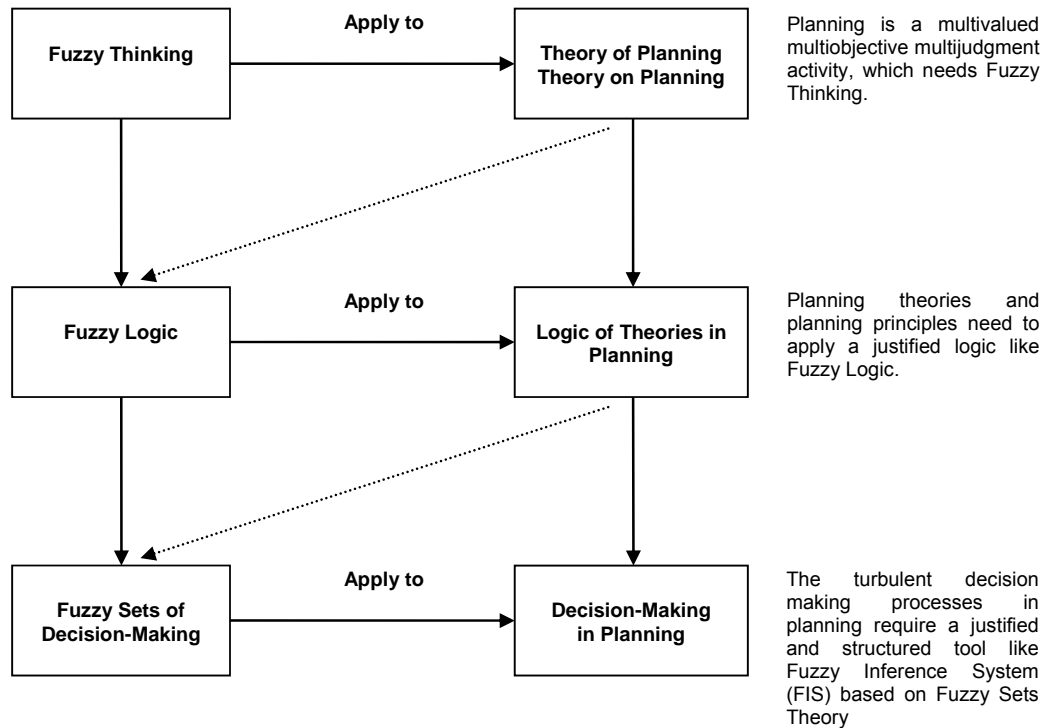 Apply to
Fuzzy Thinking
Theory of Planning
Theory on Planning
Planning is a multivalued
multiobjective multijudgment
activity, which needs Fuzzy
Thinking.
Apply to
Fuzzy Logic
Logic of Theories in
Planning
Planning theories and
planning principles need to
apply a justified logic like
Fuzzy Logic.
Apply to
Fuzzy Sets of
Decision-Making
Decision-Making
in Planning
The turbulent decision
making processes in
planning require a justified
and structured tool like
Fuzzy Inference System
(FIS) based on Fuzzy Sets
Theory